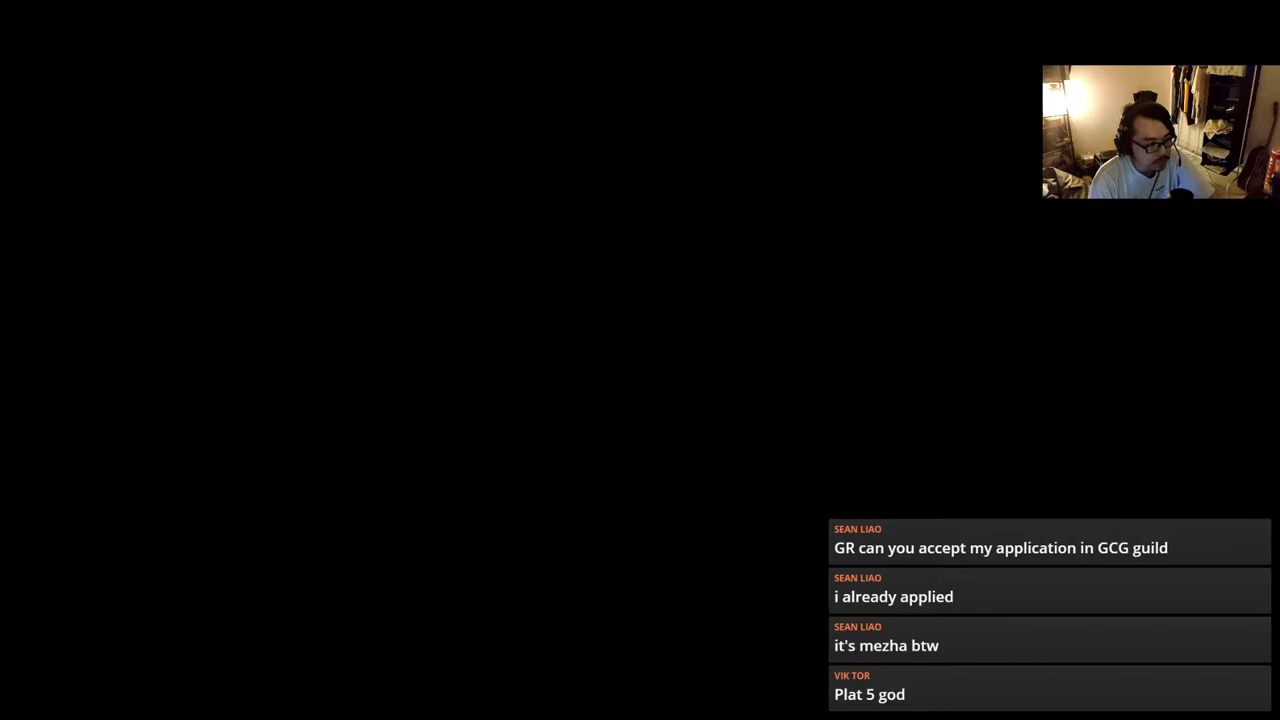 SEAN LIAO
GR can you accept my application in GCG guild
SEAN LIAO
i already applied
SEAN LIAO
it's mezha btw
VIK TOR
Plat 5 god